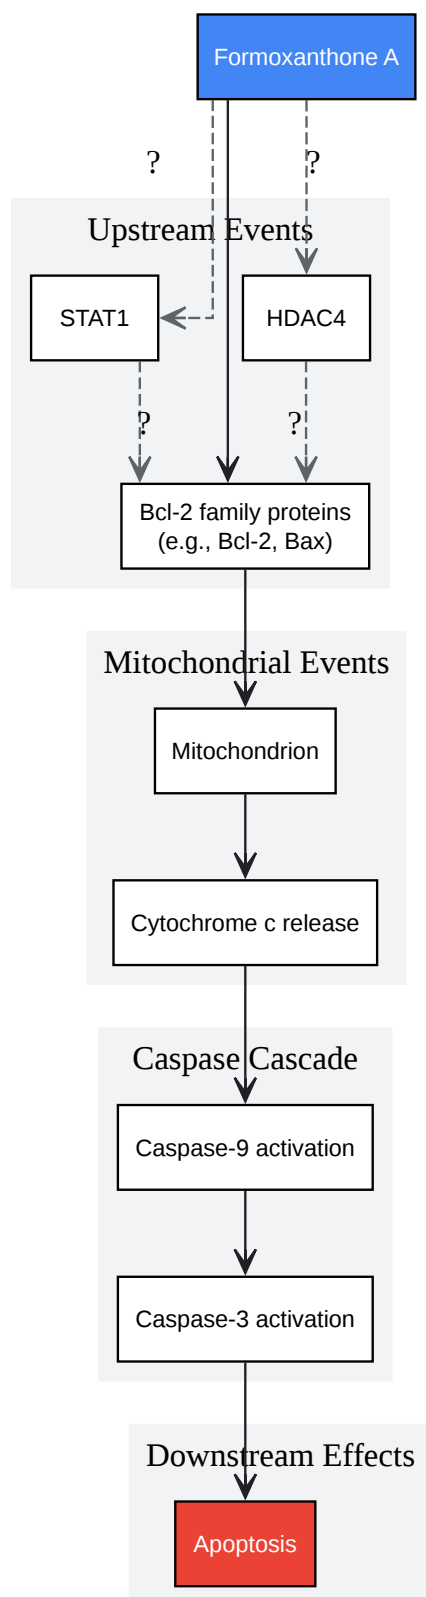 Formoxanthone A
? ?
Upstream Events
STAT1 HDAC4
? ?
Bcl-2 family proteins
(e.g., Bcl-2, Bax)
Mitochondrial Events
Mitochondrion
Cytochrome c release
Caspase Cascade
Caspase-9 activation
Caspase-3 activation
Downstream Effects
Apoptosis